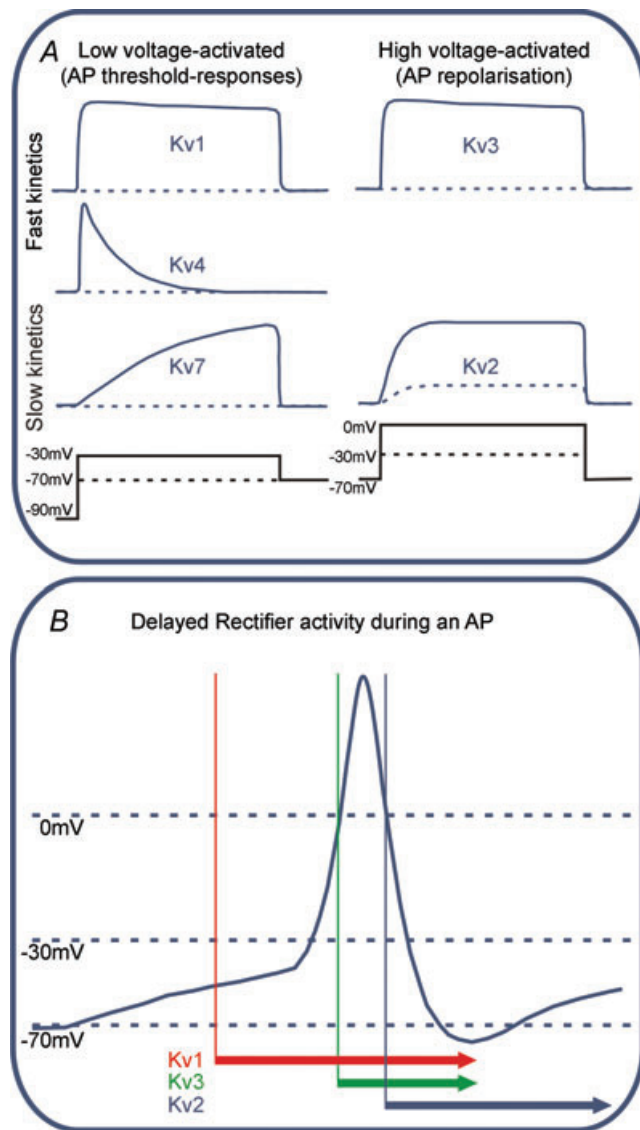 A
Low voltage-activated
(AP threshold-responses)
High voltage-activated
(AP repolarisation)
Fast kinetics
Kv1
Kv3
Kv4
Slow kinetics
Kv7
Kv2
-30mV
-70mV
-90mV
0mV
-30mV
-70mV
B
Delayed Rectifier activity during an AP
0mV
-30mV
-70mV
Kv1
Kv3
Kv2